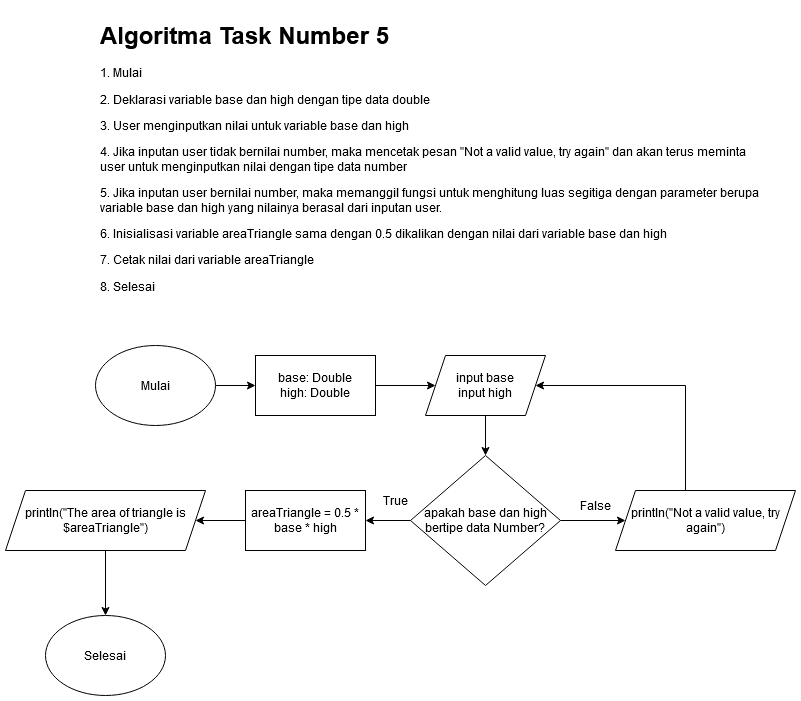 Algoritma Task Number 5
1. Mulai
2. Deklarasi variable base dan high dengan tipe data double
3. User menginputkan nilai untuk variable base dan high
4. Jika inputan user tidak bernilai number, maka mencetak pesan "Not a valid value, try again" dan akan terus meminta
user untuk menginputkan nilai dengan tipe data number
5. Jika inputan user bernilai number, maka memanggil fungsi untuk menghitung luas segitiga dengan parameter berupa
variable base dan high yang nilainya berasal dari inputan user.
6. Inisialisasi variable areaTriangle sama dengan 0.5 dikalikan dengan nilai dari variable base dan high
7. Cetak nilai dari variable areaTriangle
8. Selesai
Mulai
base: Double
high: Double
input base
input high
apakah base dan high
bertipe data Number?
True
False
areaTriangle = 0.5 *
base * high
println("The area of triangle is
$areaTriangle")
println("Not a valid value, try
again")
Selesai